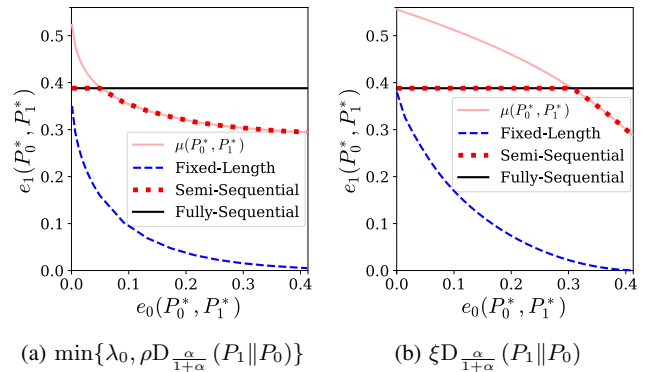 0.5
0.4
0.3
0.2
0.1
0.0
e₁(P₀*, P₁*)
μ(P₀*, P₁*)
Fixed-Length
Semi-Sequential
Fully-Sequential
0.0 0.1 0.2 0.3 0.4
e₀(P₀*, P₁*)
(a) min{λ₀, ρD_{α/(1+α)} (P₁‖P₀)}
0.5
0.4
0.3
0.2
0.1
0.0
e₁(P₀*, P₁*)
μ(P₀*, P₁*)
Fixed-Length
Semi-Sequential
Fully-Sequential
0.0 0.1 0.2 0.3 0.4
e₀(P₀*, P₁*)
(b) ξD_{α/(1+α)} (P₁‖P₀)